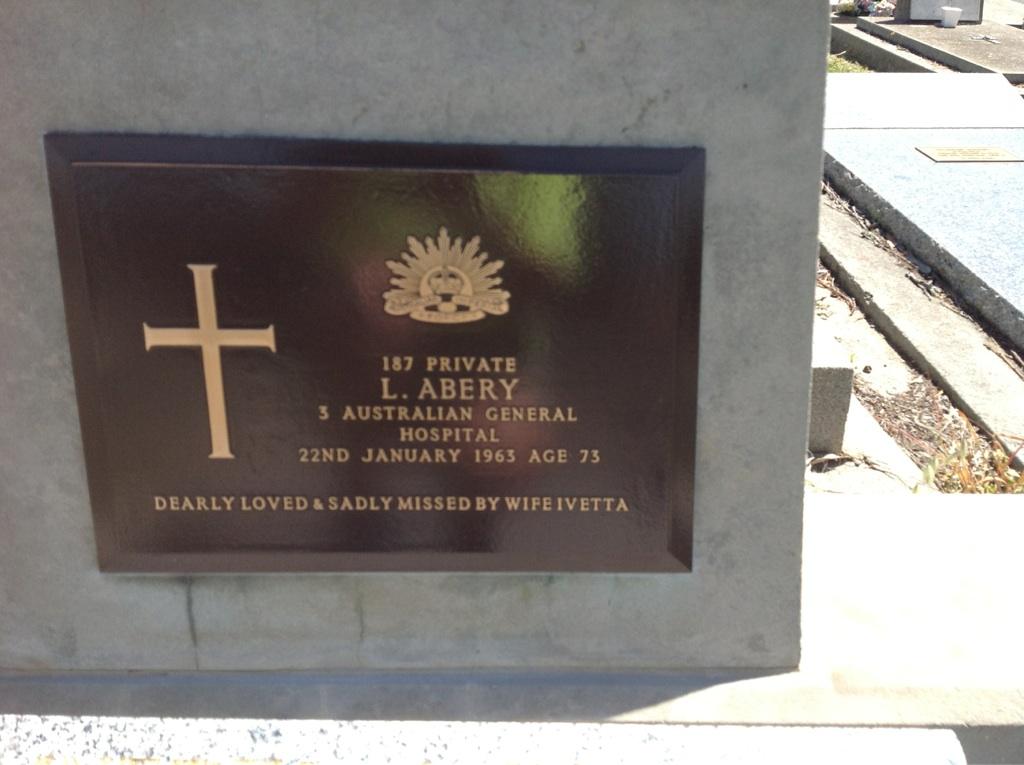 187 PRIVATE
L. ABERY
3 AUSTRALIAN GENERAL
HOSPITAL
22ND JANUARY 1963 AGE 73
DEARLY LOVED & SADLY MISSED BY WIFE IVETTA